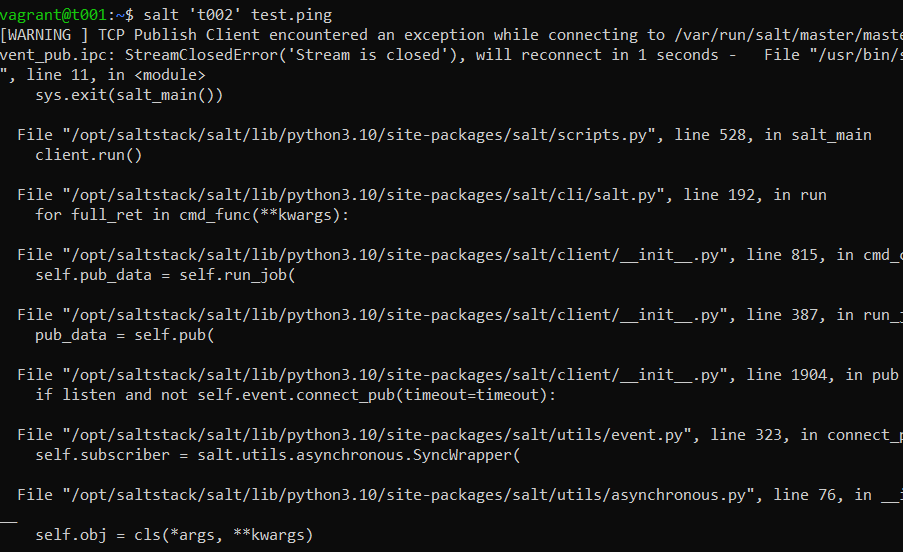 vagrant@t001:~$ salt 't002' test.ping
[WARNING ] TCP Publish Client encountered an exception while connecting to /var/run/salt/master/maste
vent_pub.ipc: StreamClosedError('Stream is closed'), will reconnect in 1 seconds -   File "/usr/bin/s
", line 11, in <module>
    sys.exit(salt_main())
  File "/opt/saltstack/salt/lib/python3.10/site-packages/salt/scripts.py", line 528, in salt_main
    client.run()
  File "/opt/saltstack/salt/lib/python3.10/site-packages/salt/cli/salt.py", line 192, in run
    for full_ret in cmd_func(**kwargs):
  File "/opt/saltstack/salt/lib/python3.10/site-packages/salt/client/__init__.py", line 815, in cmd_c
    self.pub_data = self.run_job(
  File "/opt/saltstack/salt/lib/python3.10/site-packages/salt/client/__init__.py", line 387, in run_j
    pub_data = self.pub(
  File "/opt/saltstack/salt/lib/python3.10/site-packages/salt/client/__init__.py", line 1904, in pub
    if listen and not self.event.connect_pub(timeout=timeout):
  File "/opt/saltstack/salt/lib/python3.10/site-packages/salt/utils/event.py", line 323, in connect_p
    self.subscriber = salt.utils.asynchronous.SyncWrapper(
  File "/opt/saltstack/salt/lib/python3.10/site-packages/salt/utils/asynchronous.py", line 76, in __i
__
    self.obj = cls(*args, **kwargs)